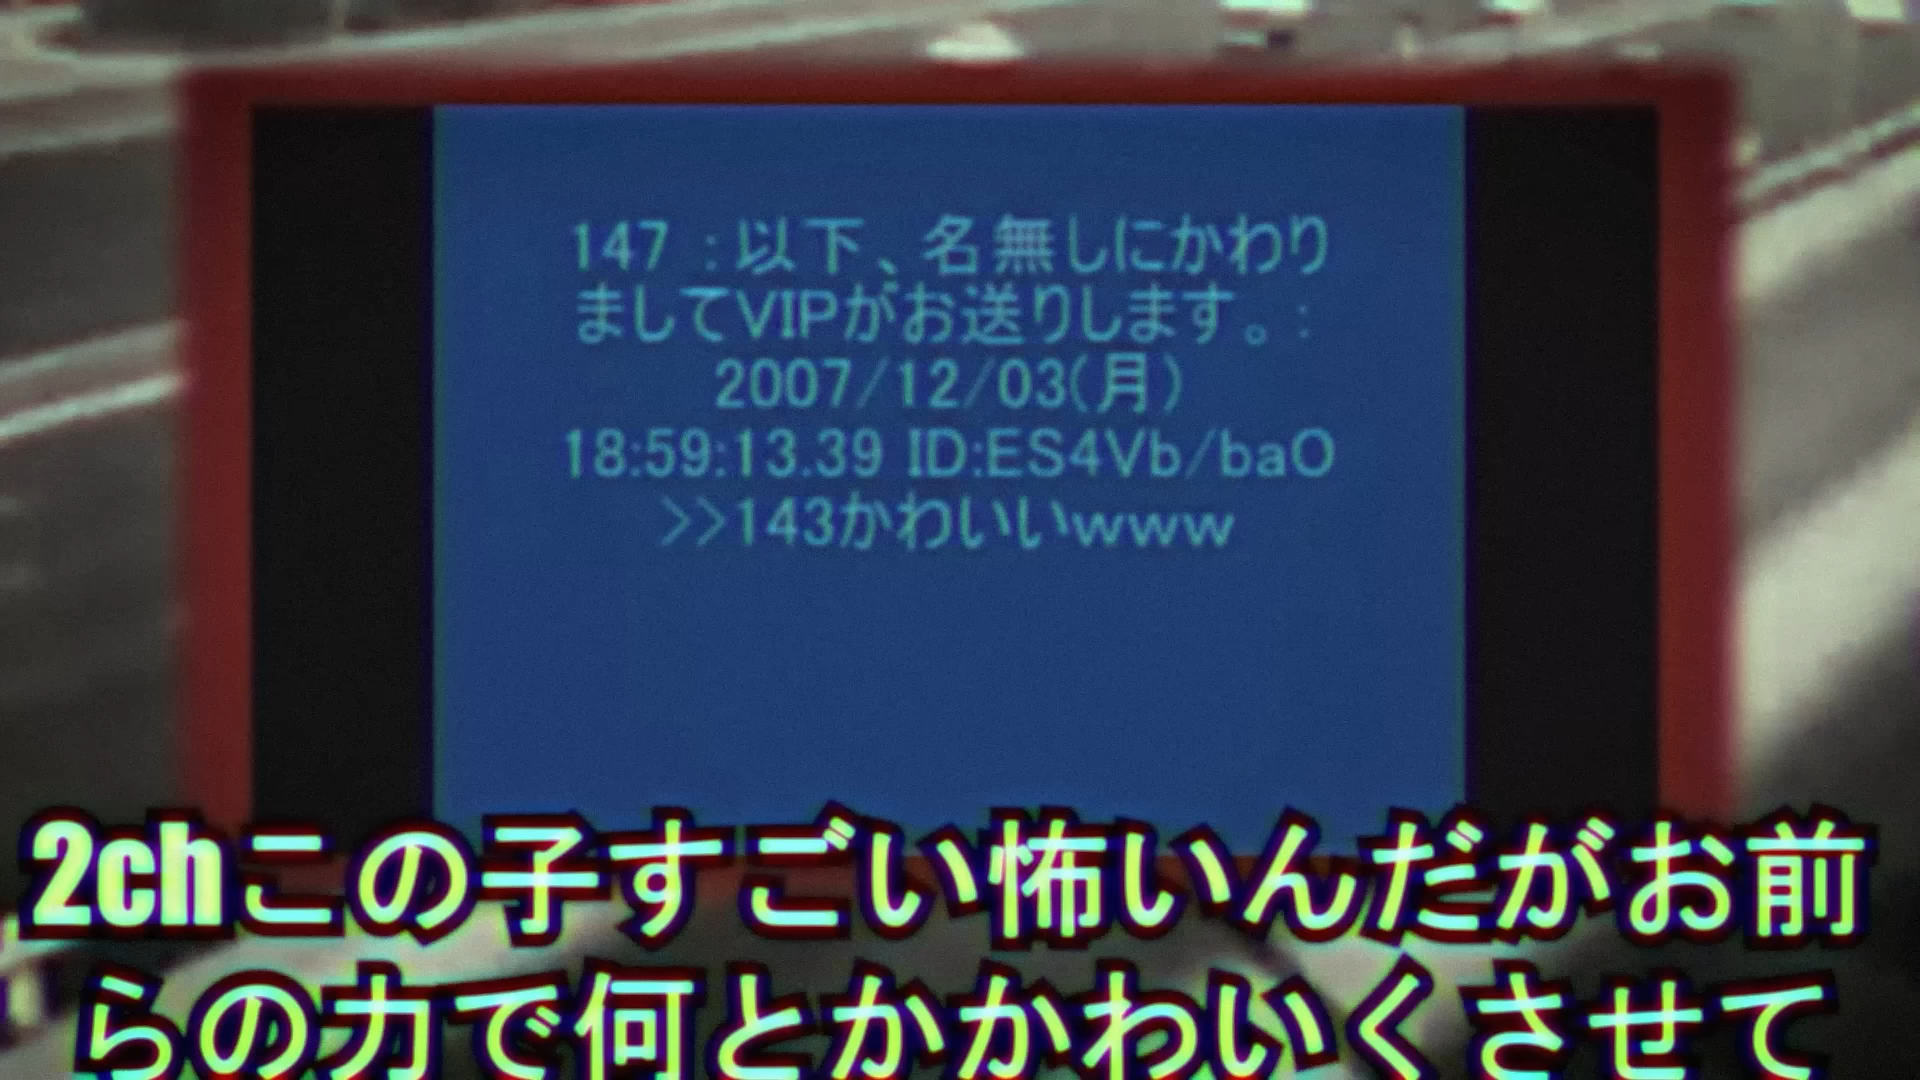 147 :以下、名無しにかわり
ましてVIPがお送りします。:
2007/12/03(月)
18:59:13.39 ID:ES4Vb/baO
>>143かわいいwww
2chこの子すごい怖いんだがお前
らの力で何とかかわいくさせて